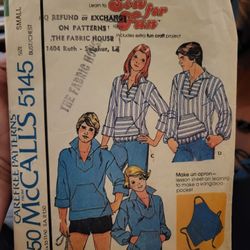 Learn to
Sew for
Fun
includes extra fun craft project
NO REFUND or EXCHANGE
ON PATTERNS!
THE FABRIC HOUSE
1404 Ruth - Sulphur, La
THE FABRIC HOUSE
SMALL
SIZE
BUST/CHEST
5145
McCALL'S
CAREFREE PATTERNS
50
C
D
Make an apron-
lesson sheet: learn
to make a kangaroo
pocket!